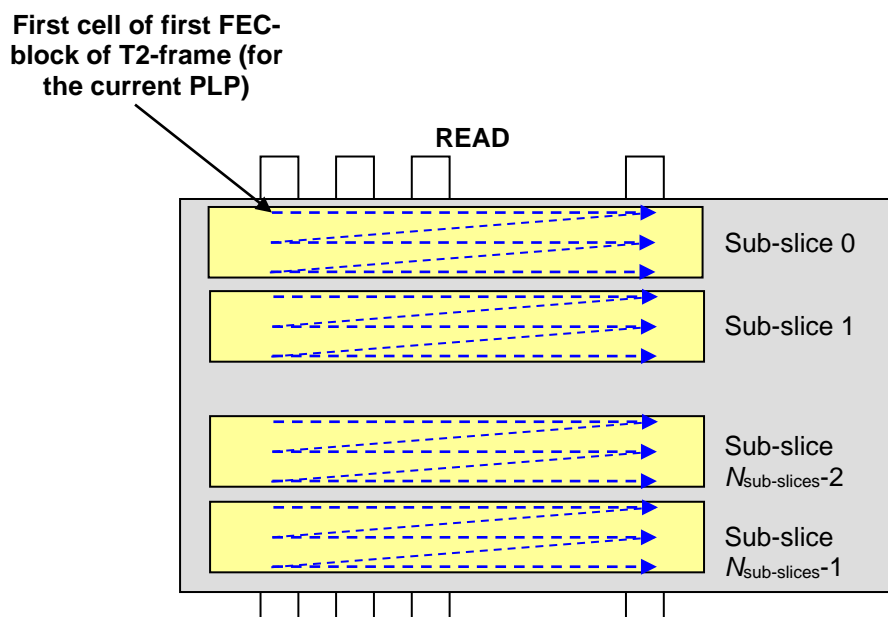 First cell of first FEC-
block of T2-frame (for
the current PLP)
READ
Sub-slice 0
Sub-slice 1
Sub-slice
Nsub-slices-2
Sub-slice
Nsub-slices-1